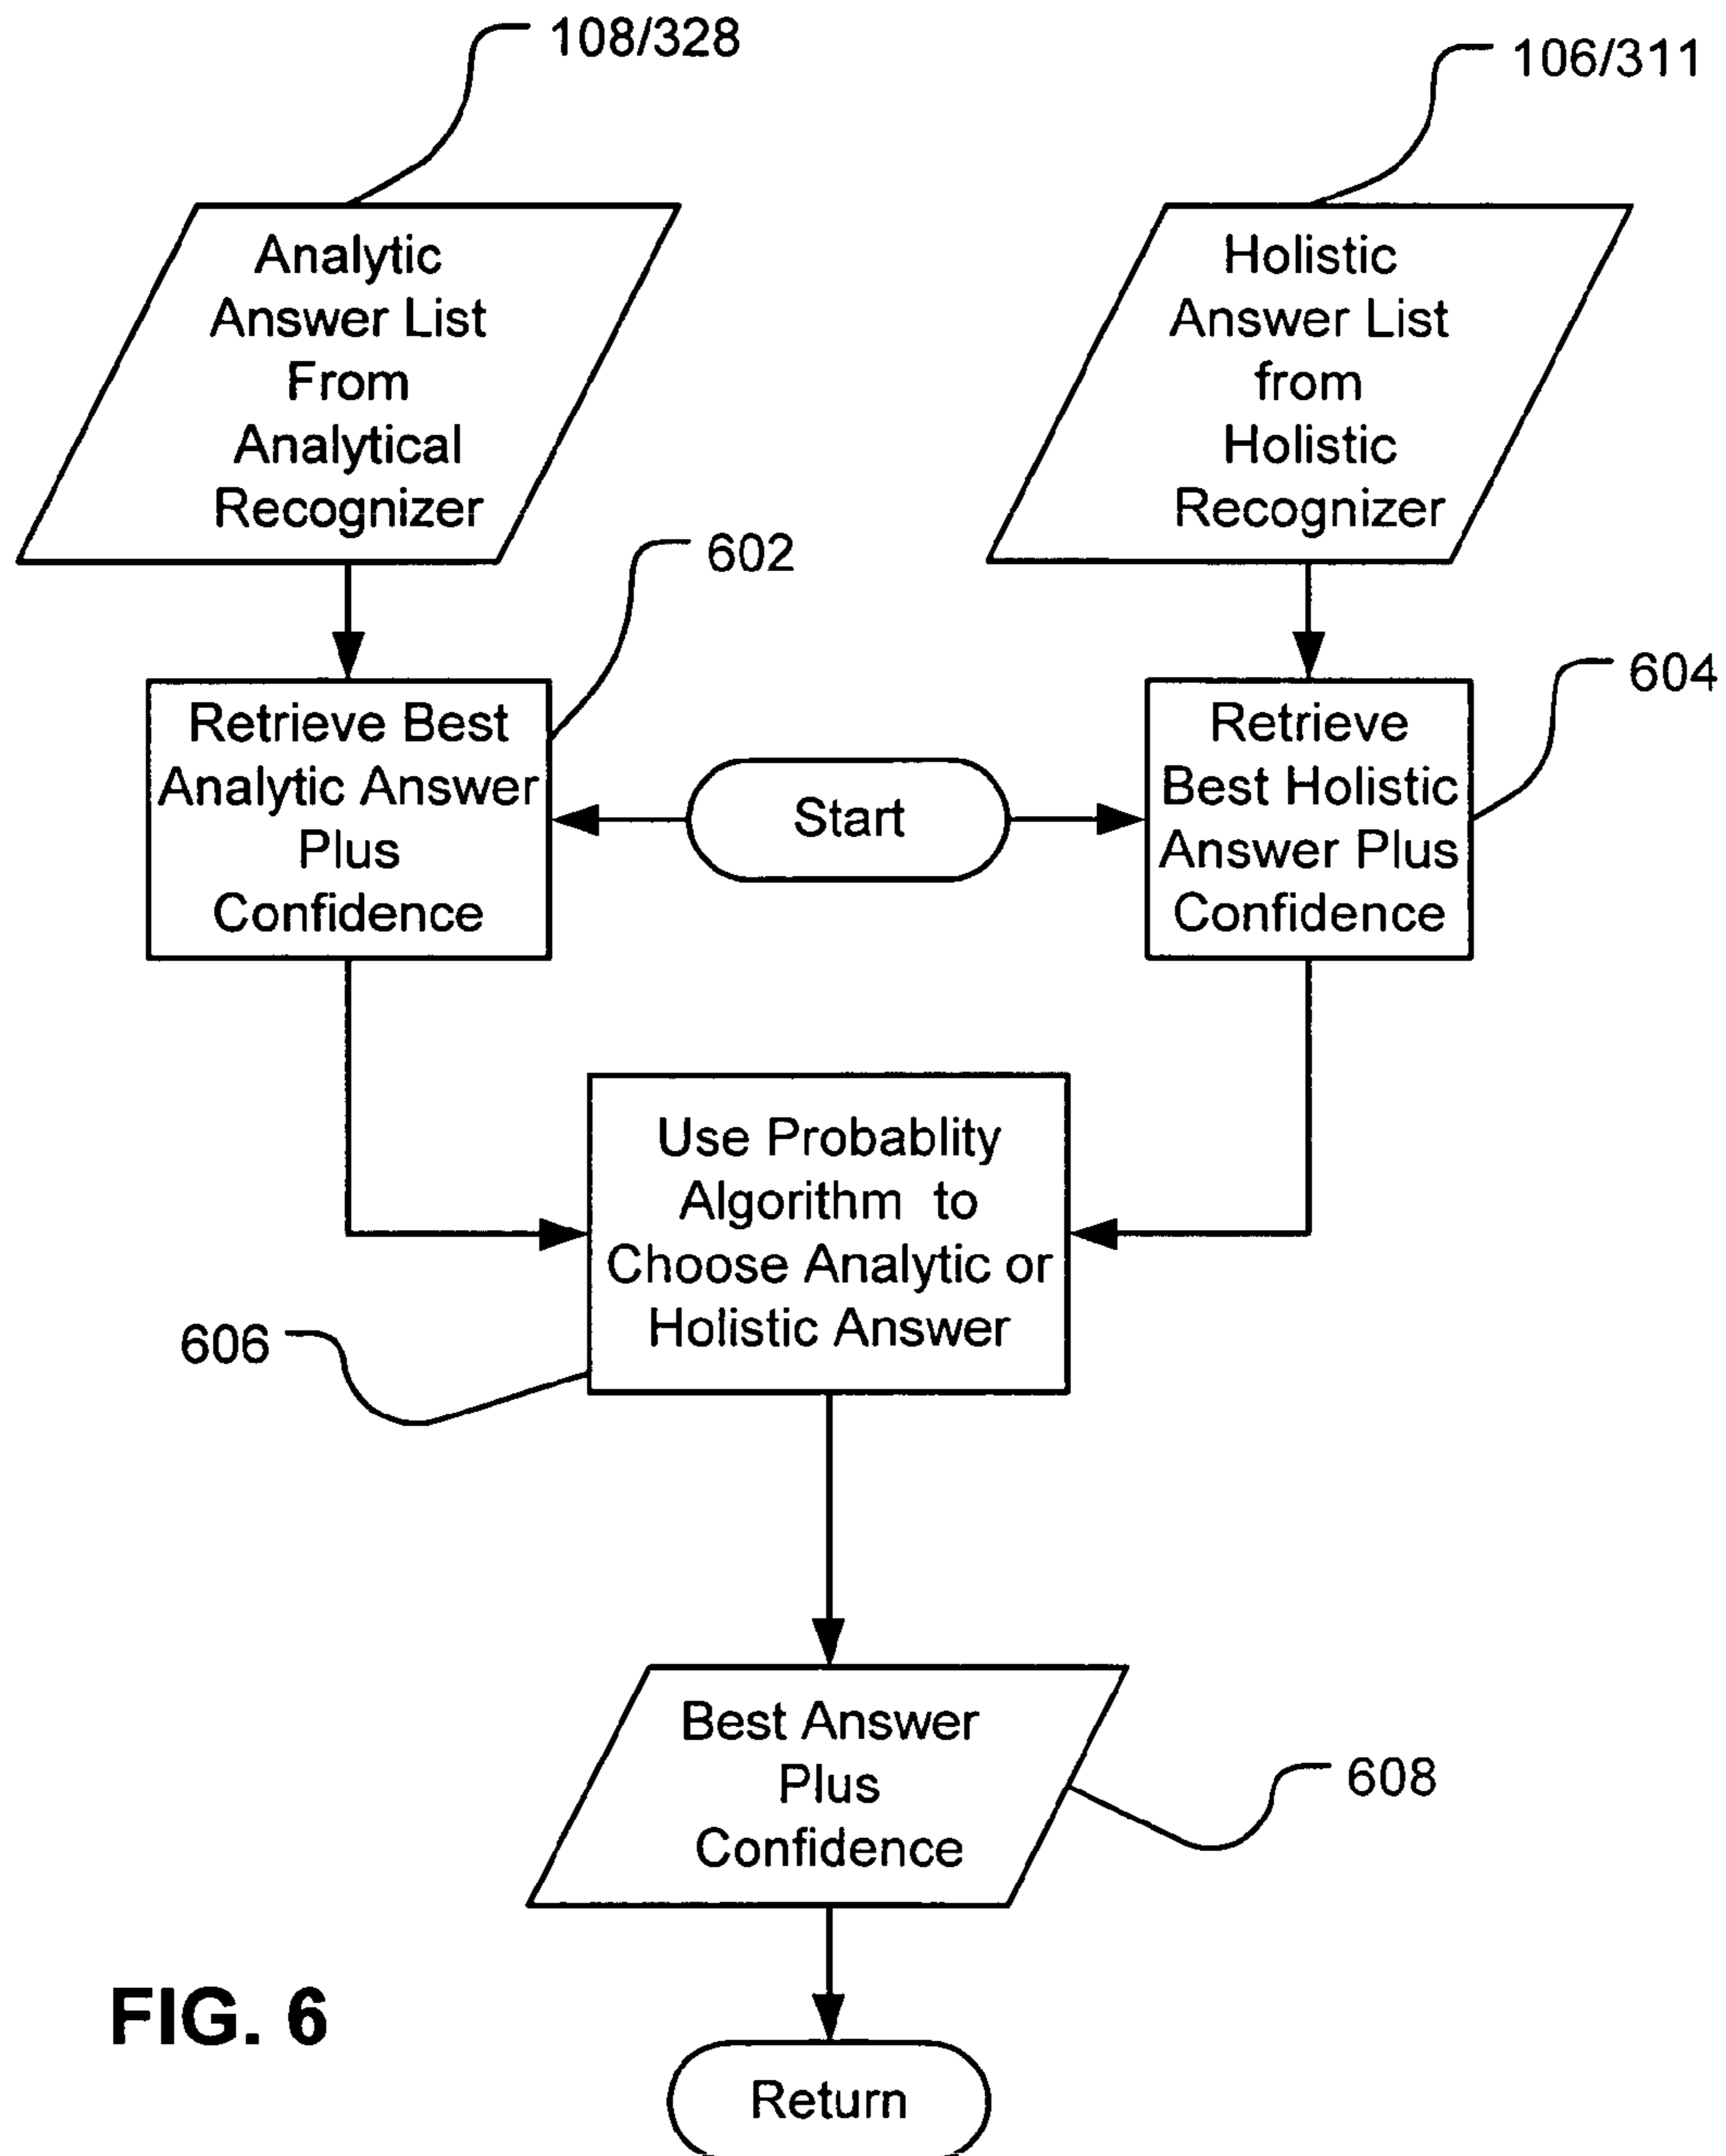 108/328
106/311
Analytic
Answer List
From
Analytical
Recognizer
Holistic
Answer List
from
Holistic
Recognizer
602
604
Retrieve Best
Analytic Answer
Plus
Confidence
Start
Retrieve
Best Holistic
Answer Plus
Confidence
Use Probablity
Algorithm to
Choose Analytic or
Holistic Answer
606
Best Answer
Plus
Confidence
608
FIG. 6
Return